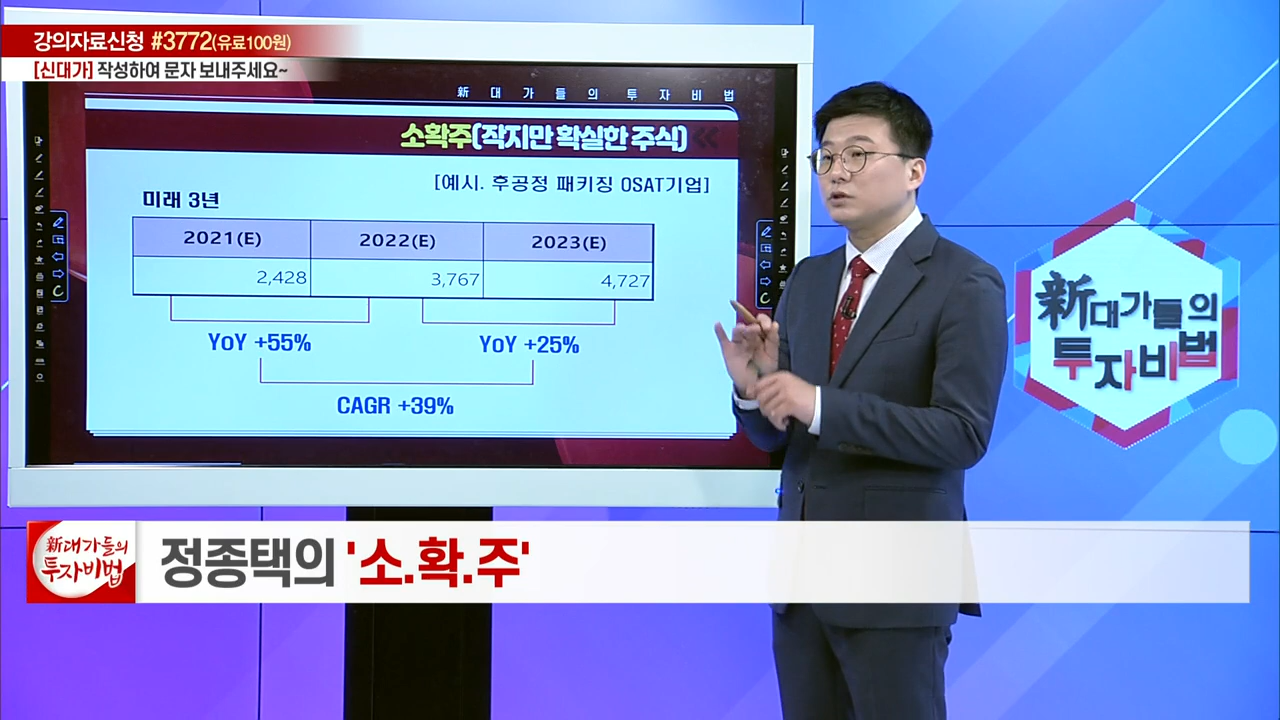 강의자료신청 #3772(유료100원)
[신대가] 작성하여 문자 보내주세요~
新 대 가 들 의 투 자 비 법
소확주(작지만 확실한 주식)
[예시. 후공정 패키징 OSAT기업]
미래 3년
2021(E) 2022(E) 2023(E)
2,428 3,767 4,727
YoY +55% YoY +25%
CAGR +39%
新대가들의
투자비법
新대가들의
투자비법
정종택의 '소.확.주'